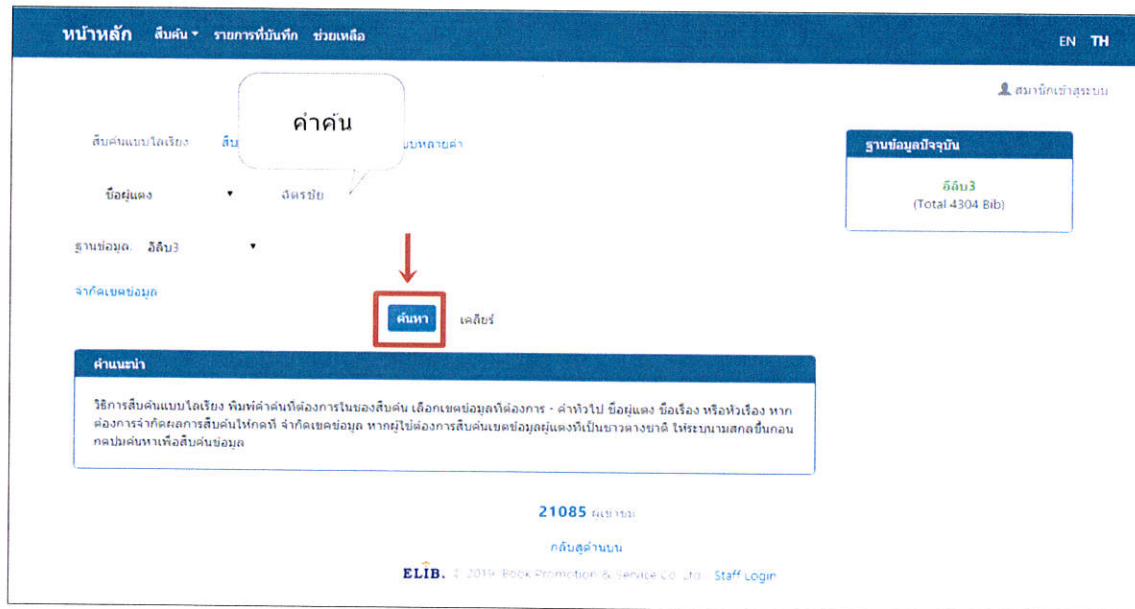 หน้าหลัก สืบค้น รายการที่บันทึก ช่วยเหลือ EN TH
สมาชิกเข้าสู่ระบบ
คำค้น
สืบค้นแบบไล่เรียง สืบ บบหลายคำ
ฐานข้อมูลปัจจุบัน
ชื่อผู้แต่ง ฉัตรชัย
อีลิบ3
(Total 4304 Bib)
ฐานข้อมูล: อีลิบ3
จำกัดเขตข้อมูล
ค้นหา เคลียร์
คำแนะนำ
วิธีการสืบค้นแบบไล่เรียง พิมพ์คำค้นที่ต้องการในช่องสืบค้น เลือกเขตข้อมูลที่ต้องการ - คำทั่วไป ชื่อผู้แต่ง ชื่อเรื่อง หรือหัวเรื่อง หาก
ต้องการจำกัดผลการสืบค้นให้กดที่ จำกัดเขตข้อมูล หากผู้ใช้ต้องการสืบค้นเขตข้อมูลผู้แต่งที่เป็นชาวต่างชาติ ให้ระบุนามสกุลขึ้นก่อน
กดปุ่มค้นหาเพื่อสืบค้นข้อมูล
21085 ผู้เข้าชม
กลับสู่ด้านบน
ELIB. © 2019 Book Promotion & Service Co. Ltd. Staff Login